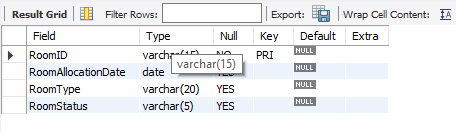 Result Grid Filter Rows: Export: Wrap Cell Content: IA
Field Type Null Key Default Extra
RoomID varchar(15) NO PRI NULL
varchar(15)
RoomAllocationDate date YES NULL
RoomType varchar(20) YES NULL
RoomStatus varchar(5) YES NULL